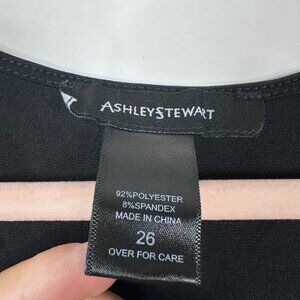 ASHLEYSTEWART
92%POLYESTER
8%SPANDEX
MADE IN CHINA
26
OVER FOR CARE